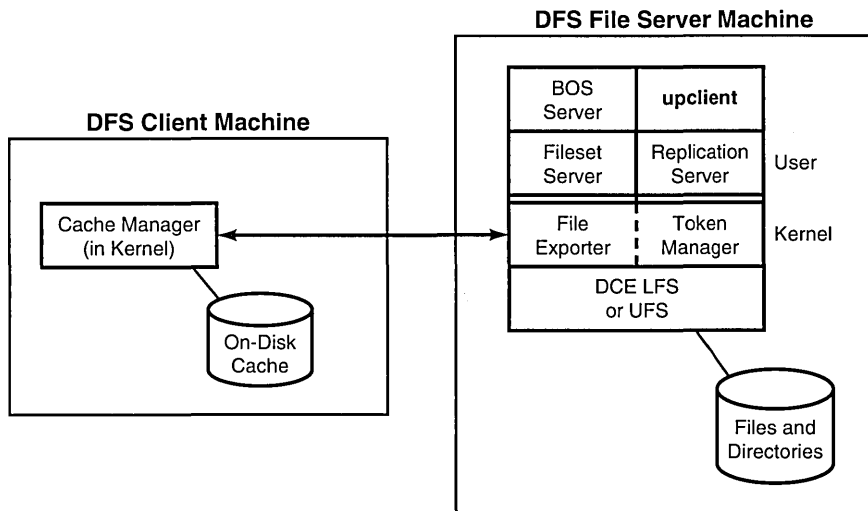 DFS File Server Machine
BOS
Server
upclient
DFS Client Machine
Fileset
Server
Replication
Server
User
Cache Manager
(in Kernel)
File
Exporter
Token
Manager
Kernel
DCE LFS
or UFS
On-Disk
Cache
Files and
Directories